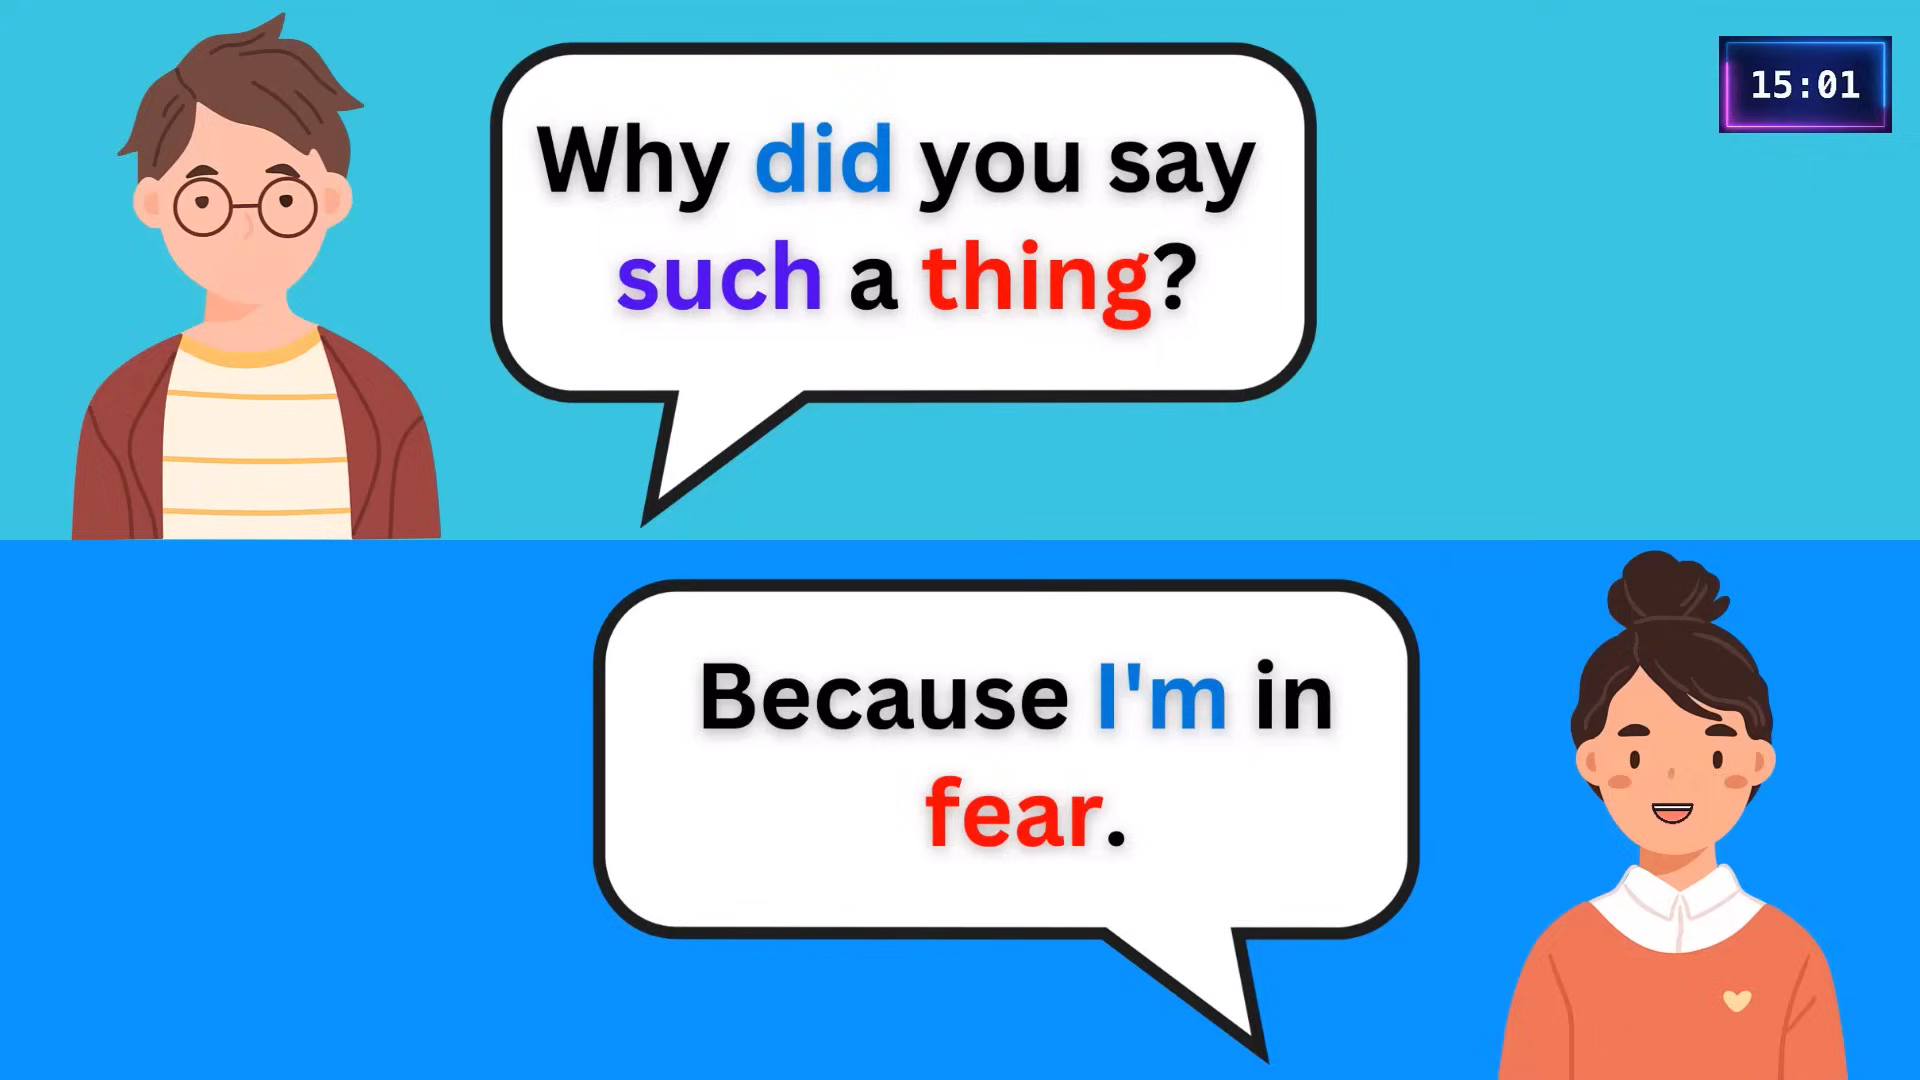 Why did you say
such a thing?
15:01
Because I'm in
fear.